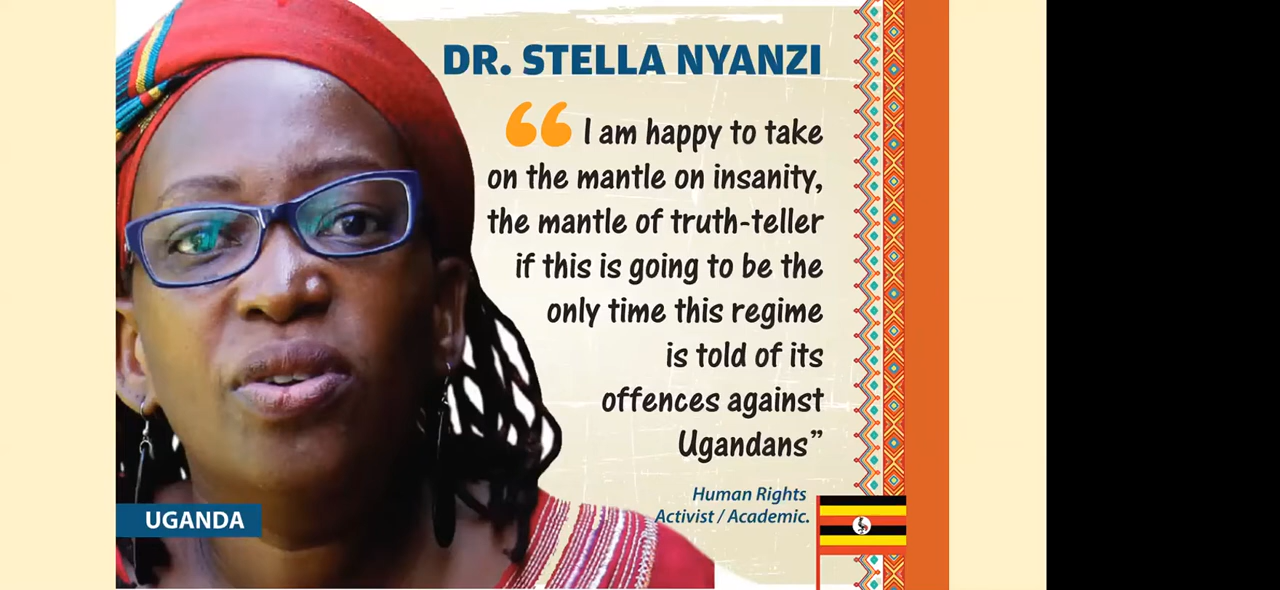 DR. STELLA NYANZI
“ I am happy to take
on the mantle on insanity,
the mantle of truth-teller
if this is going to be the
only time this regime
is told of its
offences against
Ugandans”
Human Rights
Activist / Academic.
UGANDA